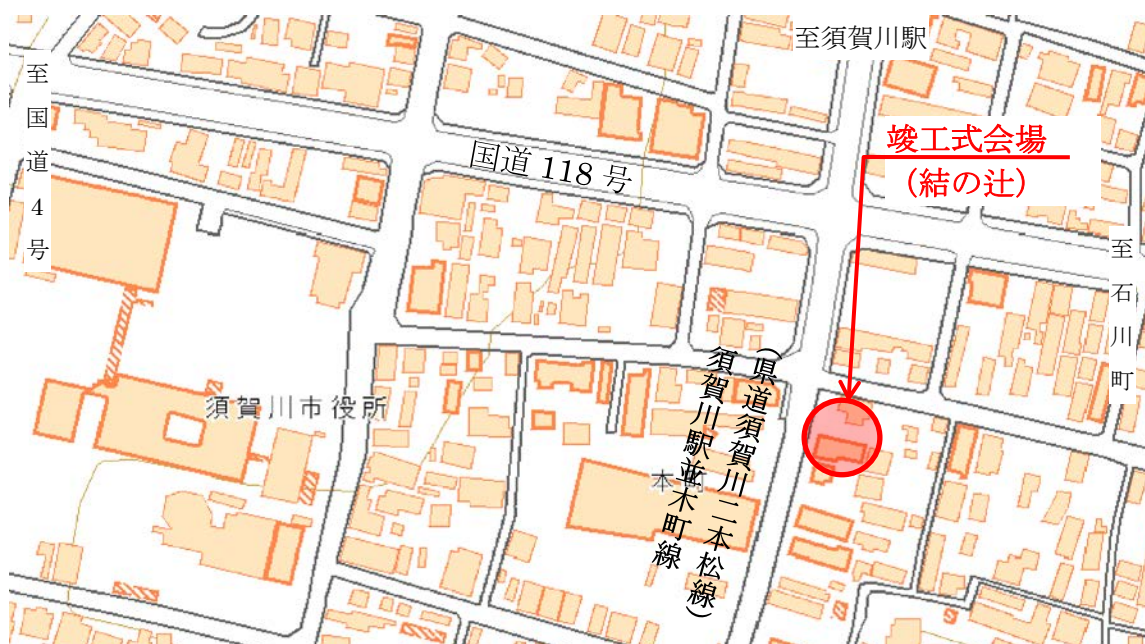 至須賀川駅
至国道4号
竣工式会場
（結の辻）
国道 118 号
至石川町
須賀川市役所
本町
須賀川駅並木町線
（県道須賀川二本松線）